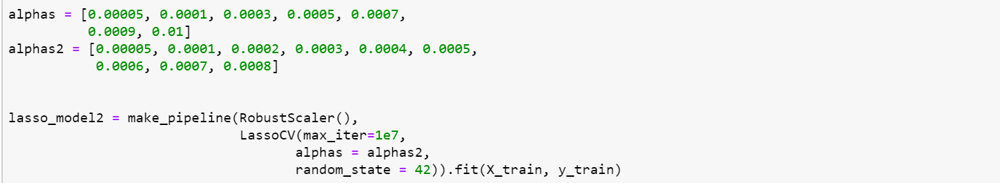 alphas = [0.00005, 0.0001, 0.0003, 0.0005, 0.0007,
          0.0009, 0.01]
alphas2 = [0.00005, 0.0001, 0.0002, 0.0003, 0.0004, 0.0005,
           0.0006, 0.0007, 0.0008]
lasso_model2 = make_pipeline(RobustScaler(),
                             LassoCV(max_iter=1e7,
                                    alphas = alphas2,
                                    random_state = 42)).fit(X_train, y_train)